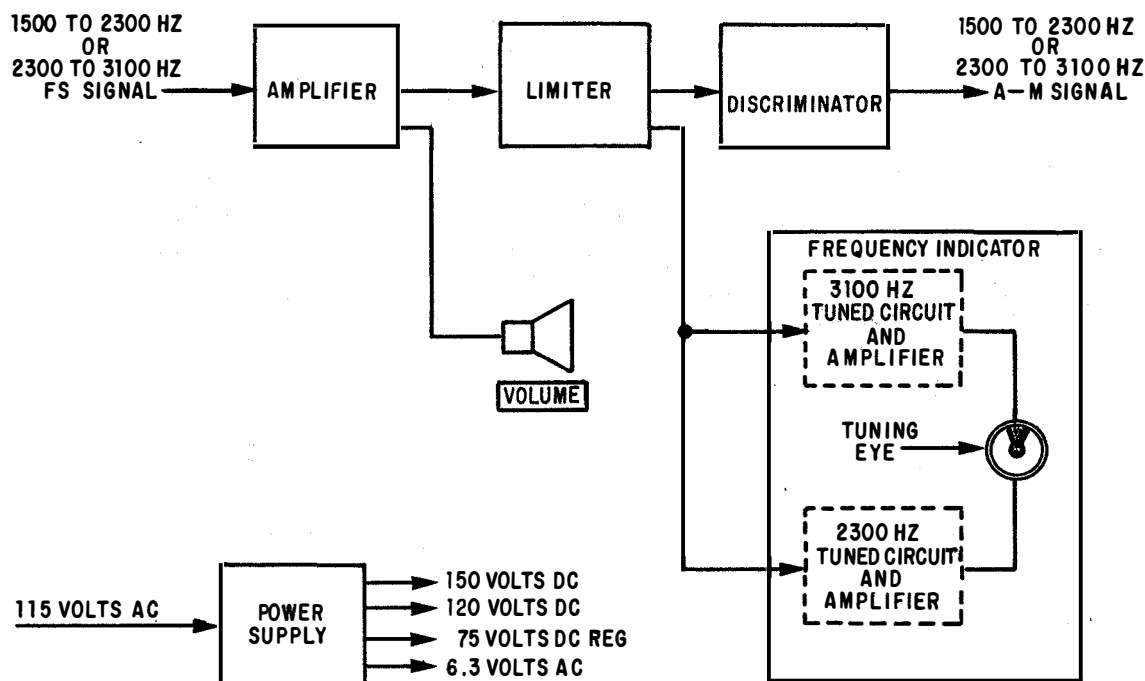 1500 TO 2300 HZ
OR
2300 TO 3100 HZ
FS SIGNAL
AMPLIFIER
LIMITER
DISCRIMINATOR
1500 TO 2300 HZ
OR
2300 TO 3100 HZ
A-M SIGNAL
VOLUME
FREQUENCY INDICATOR
3100 HZ
TUNED CIRCUIT
AND
AMPLIFIER
TUNING
EYE
2300 HZ
TUNED CIRCUIT
AND
AMPLIFIER
115 VOLTS AC
POWER
SUPPLY
150 VOLTS DC
120 VOLTS DC
75 VOLTS DC REG
6.3 VOLTS AC